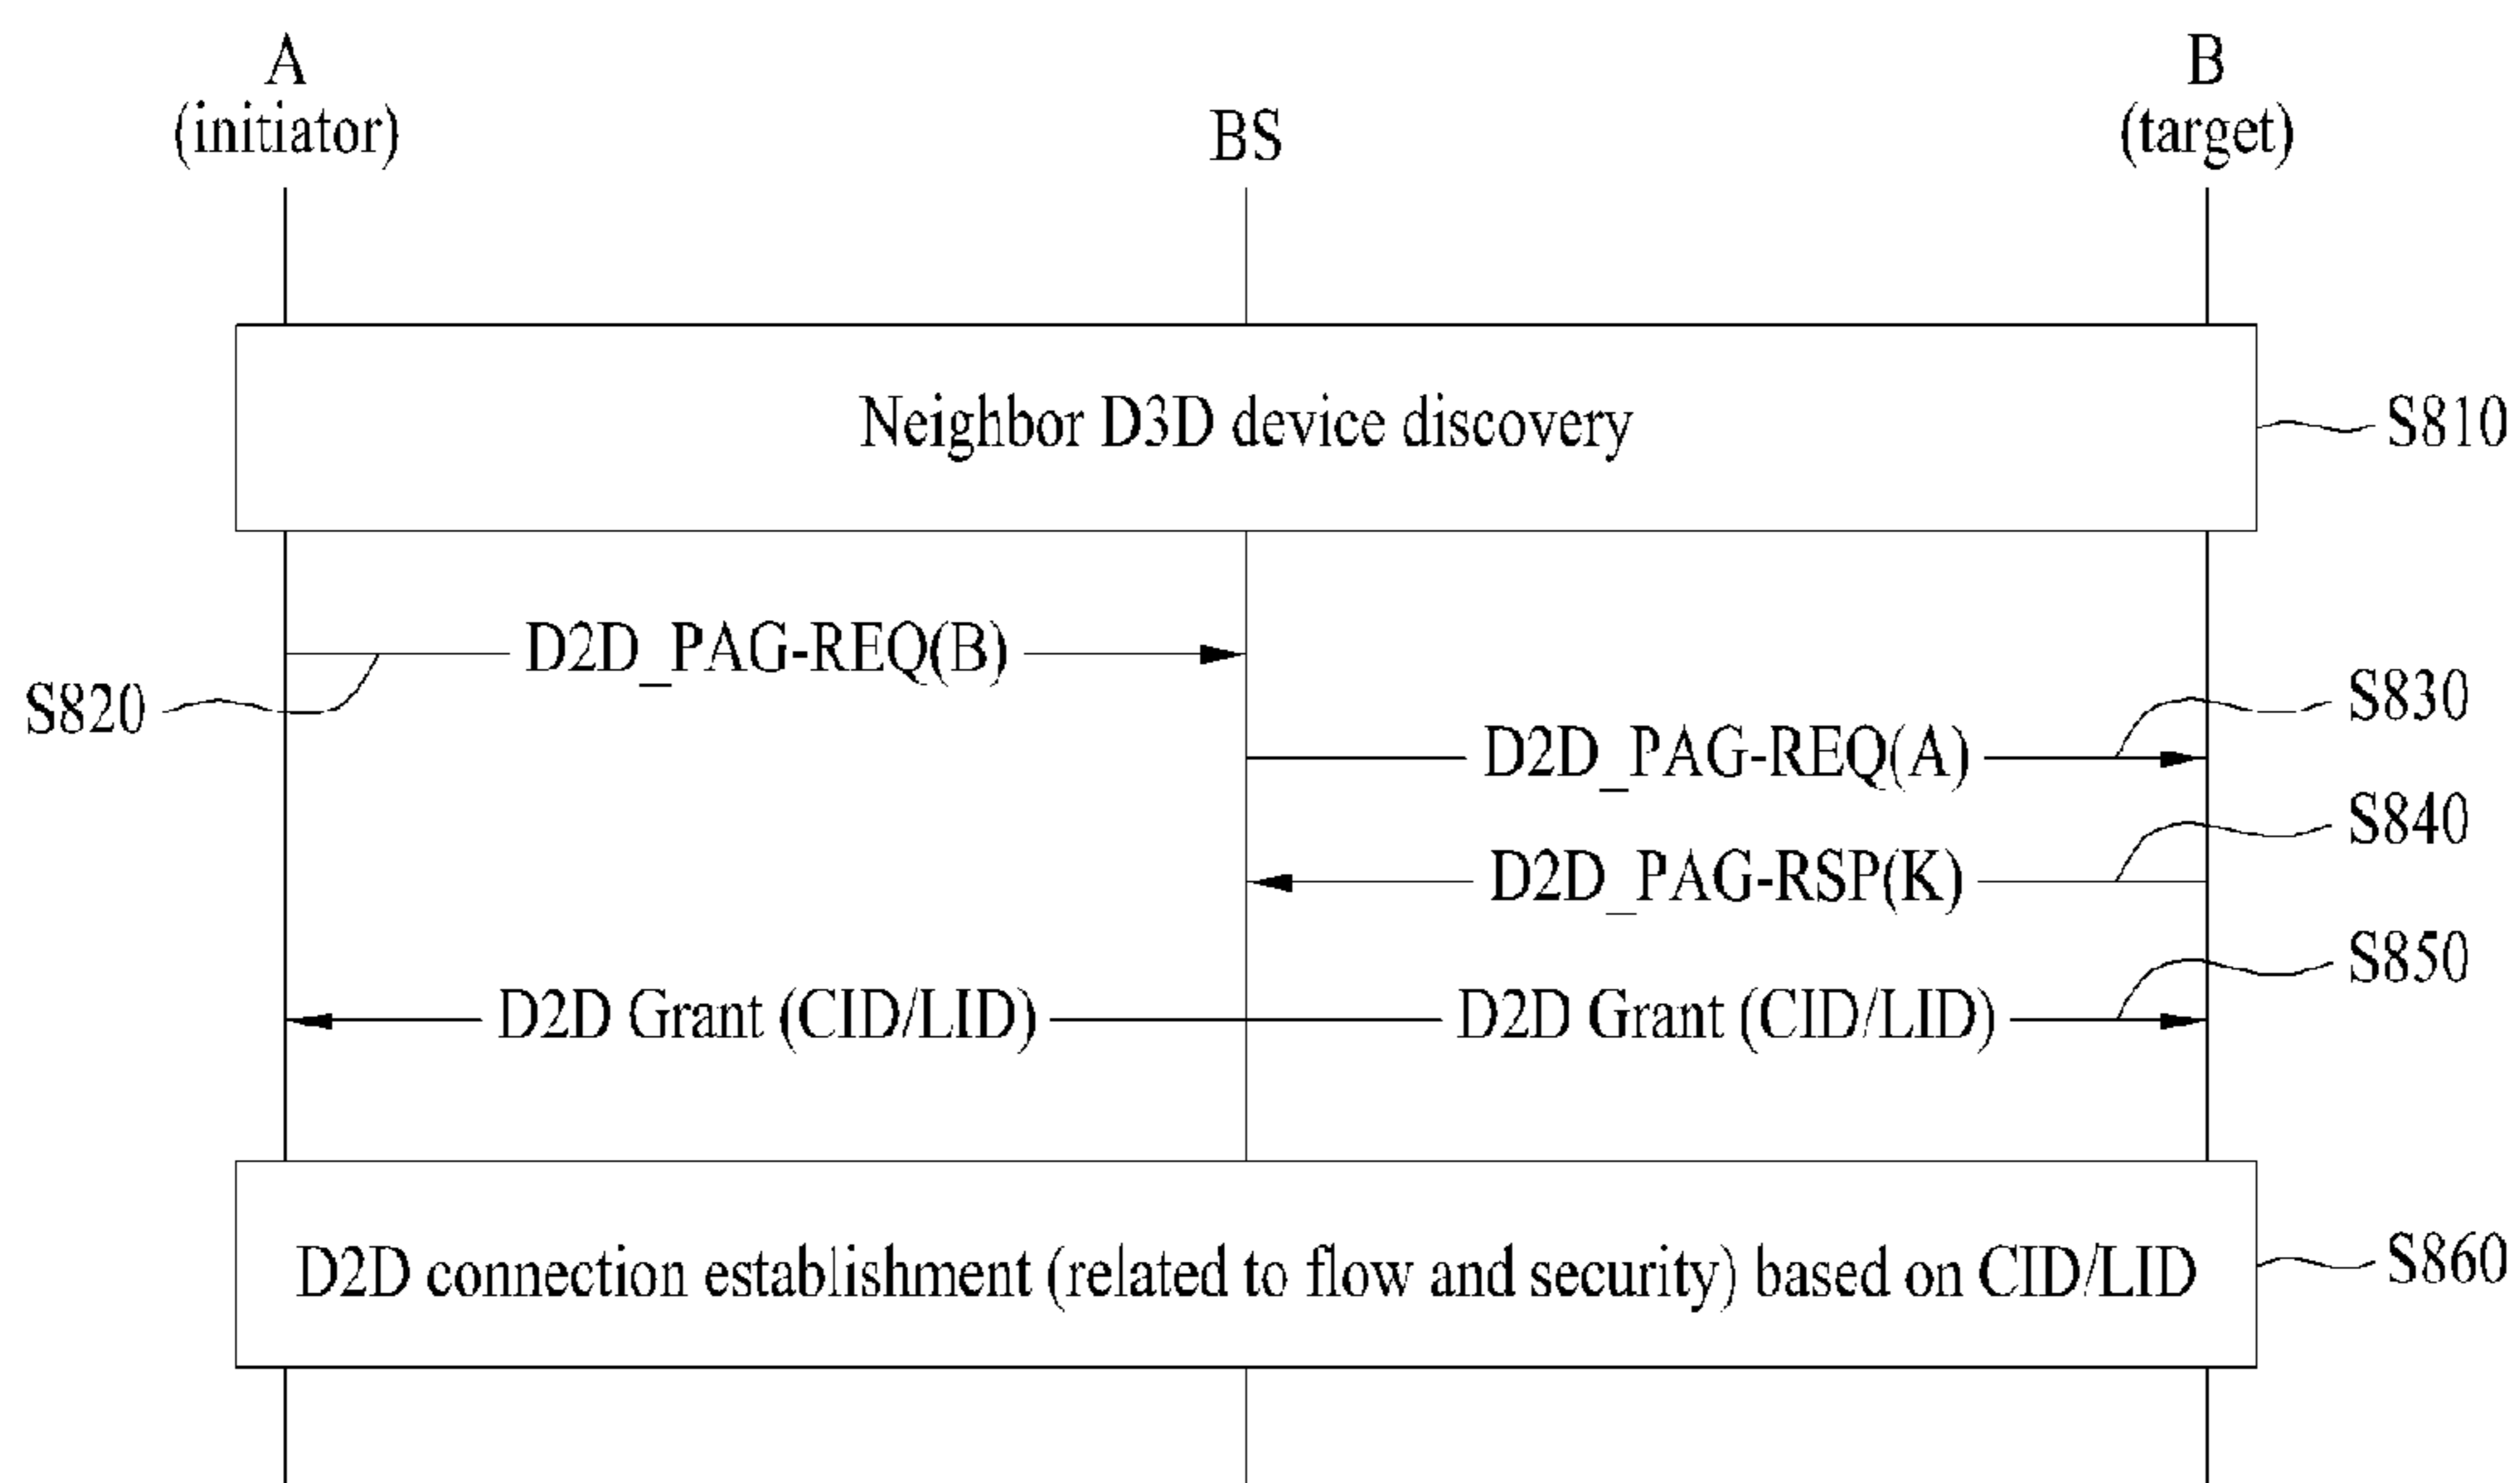 A
(initiator)
BS
B
(target)
Neighbor D3D device discovery
S810
D2D_PAG-REQ(B)
S820
S830
D2D_PAG-REQ(A)
S840
D2D_PAG-RSP(K)
S850
D2D Grant (CID/LID)
D2D Grant (CID/LID)
D2D connection establishment (related to flow and security) based on CID/LID
S860